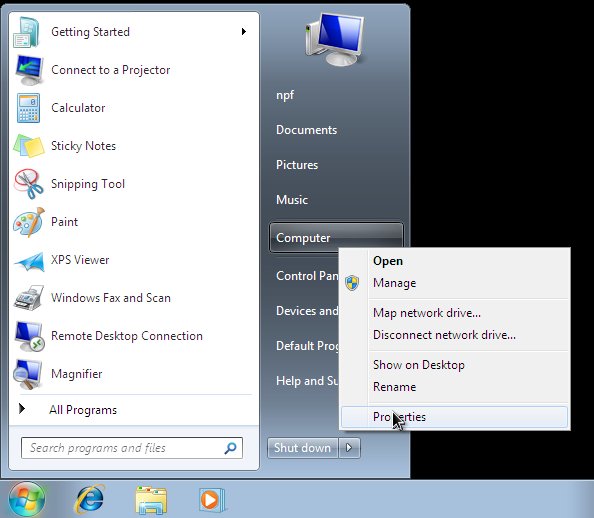 Getting Started
Connect to a Projector
Calculator
Sticky Notes
Snipping Tool
Paint
XPS Viewer
Windows Fax and Scan
Remote Desktop Connection
Magnifier
All Programs
Search programs and files
npf
Documents
Pictures
Music
Computer
Control Pan
Devices and
Default Prog
Help and Su
Shut down
Open
Manage
Map network drive...
Disconnect network drive...
Show on Desktop
Rename
Properties